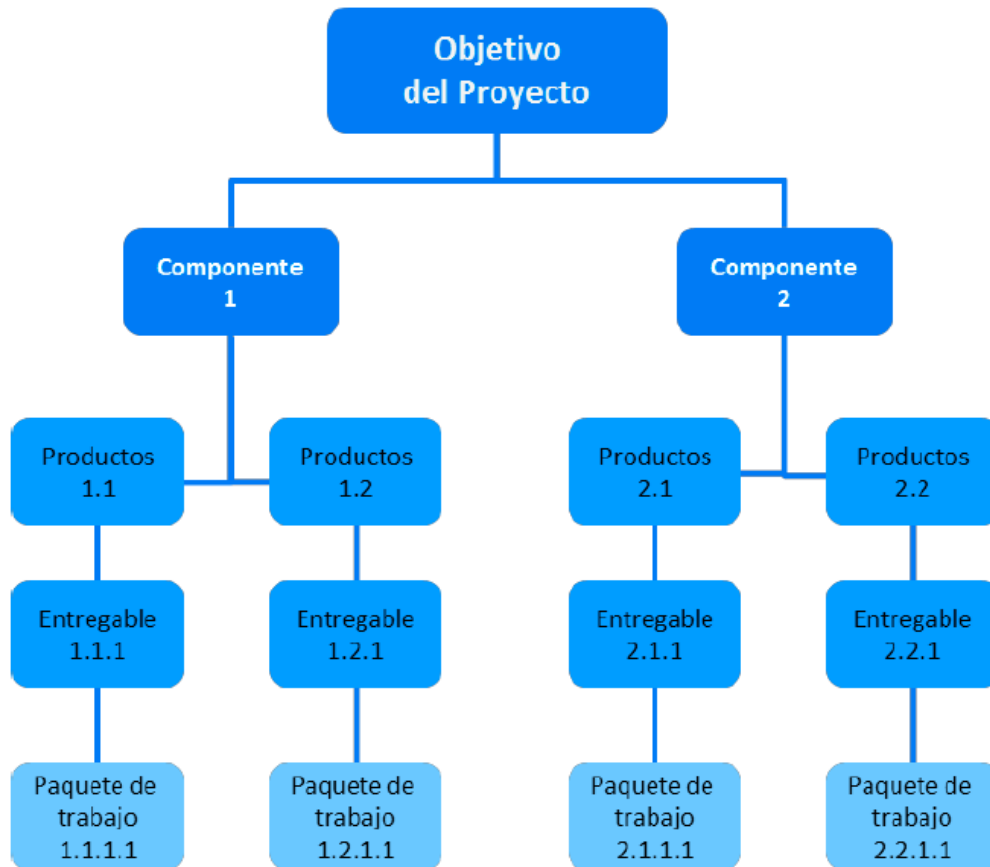 Objetivo
del Proyecto
Componente
1
Componente
2
Productos
1.1
Productos
1.2
Productos
2.1
Productos
2.2
Entregable
1.1.1
Entregable
1.2.1
Entregable
2.1.1
Entregable
2.2.1
Paquete de
trabajo
1.1.1.1
Paquete de
trabajo
1.2.1.1
Paquete de
trabajo
2.1.1.1
Paquete de
trabajo
2.2.1.1